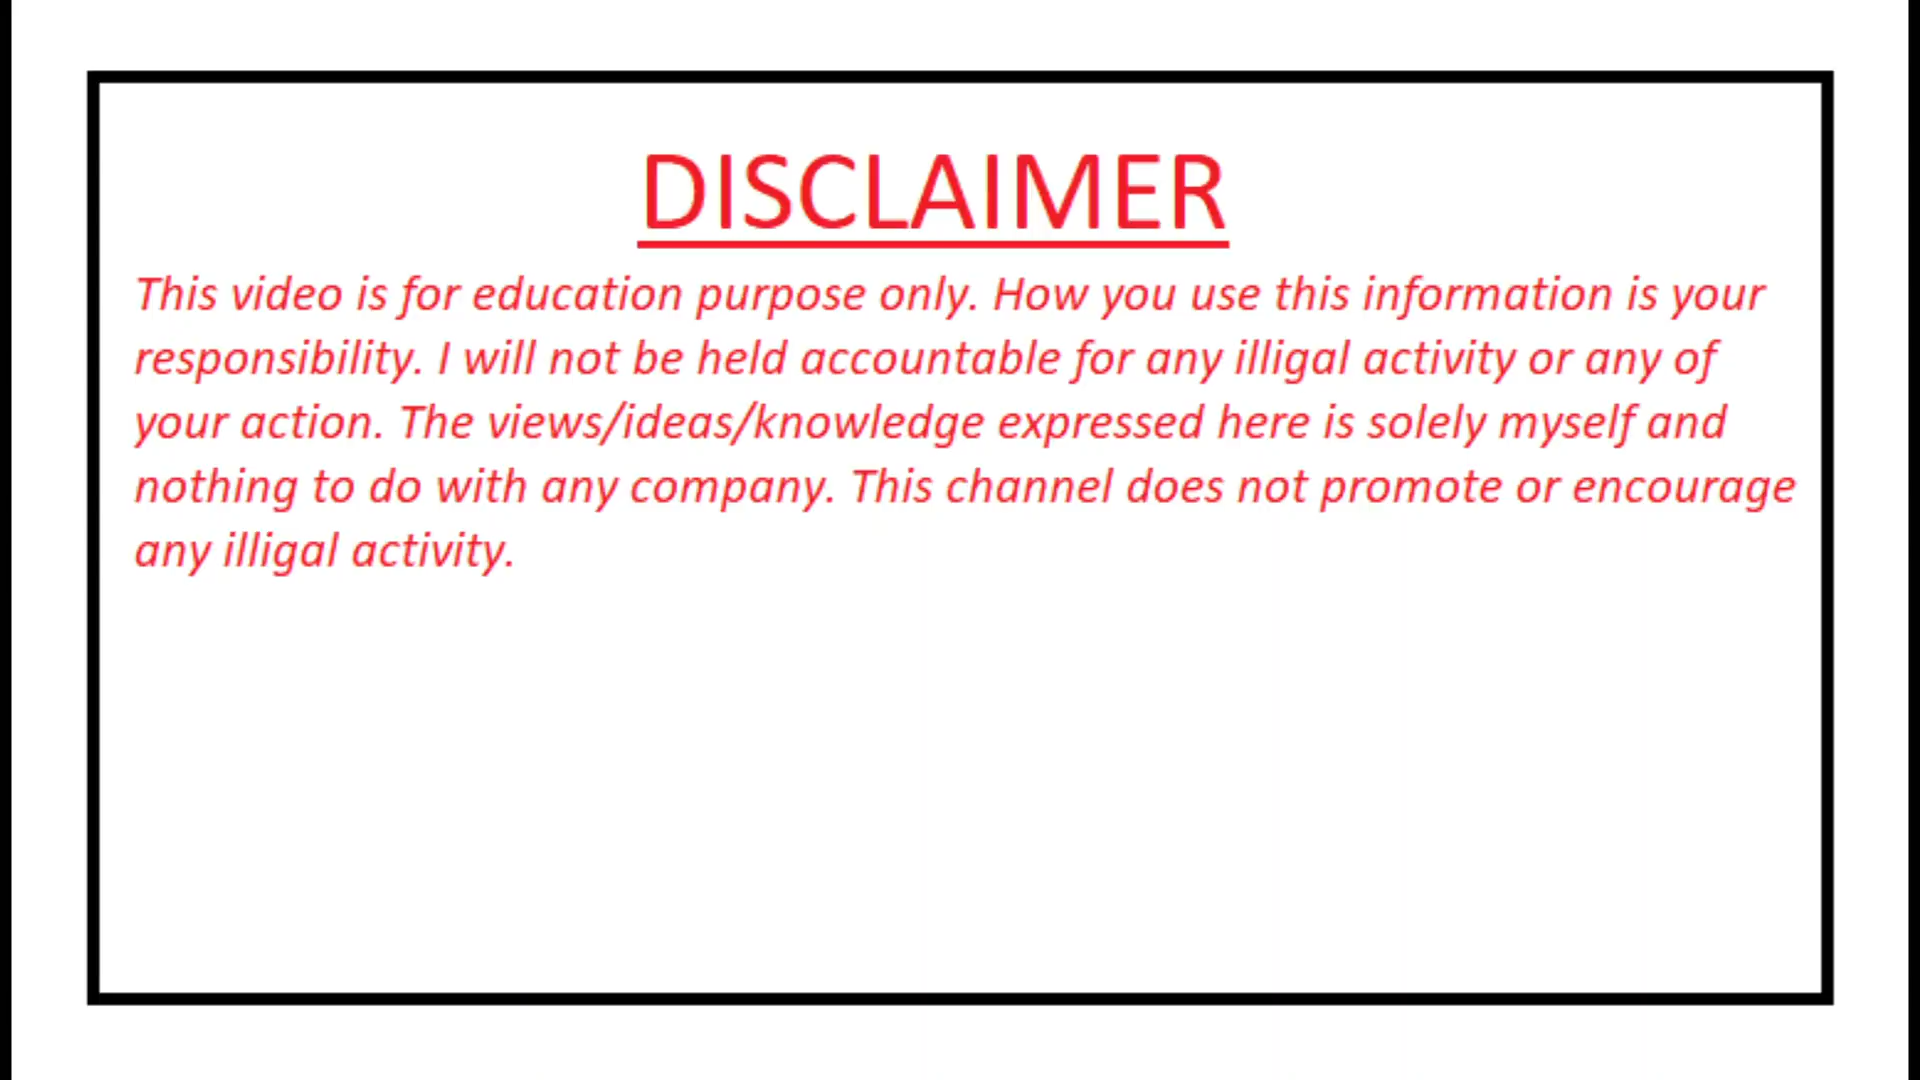 DISCLAIMER
This video is for education purpose only. How you use this information is your
responsibility. I will not be held accountable for any illigal activity or any of
your action. The views/ideas/knowledge expressed here is solely myself and
nothing to do with any company. This channel does not promote or encourage
any illigal activity.